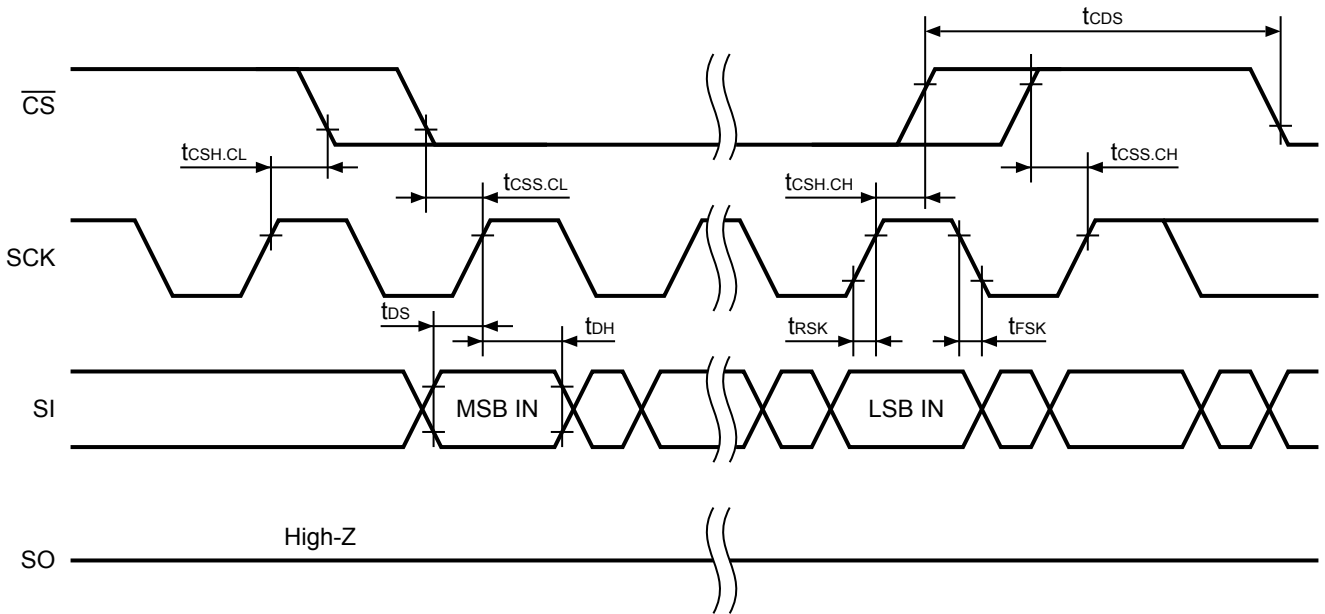 tCDS
CS
tCSH.CL
tCSS.CL
tCSH.CH
tCSS.CH
SCK
tDS
tDH
tRSK
tFSK
SI
MSB IN
LSB IN
High-Z
SO